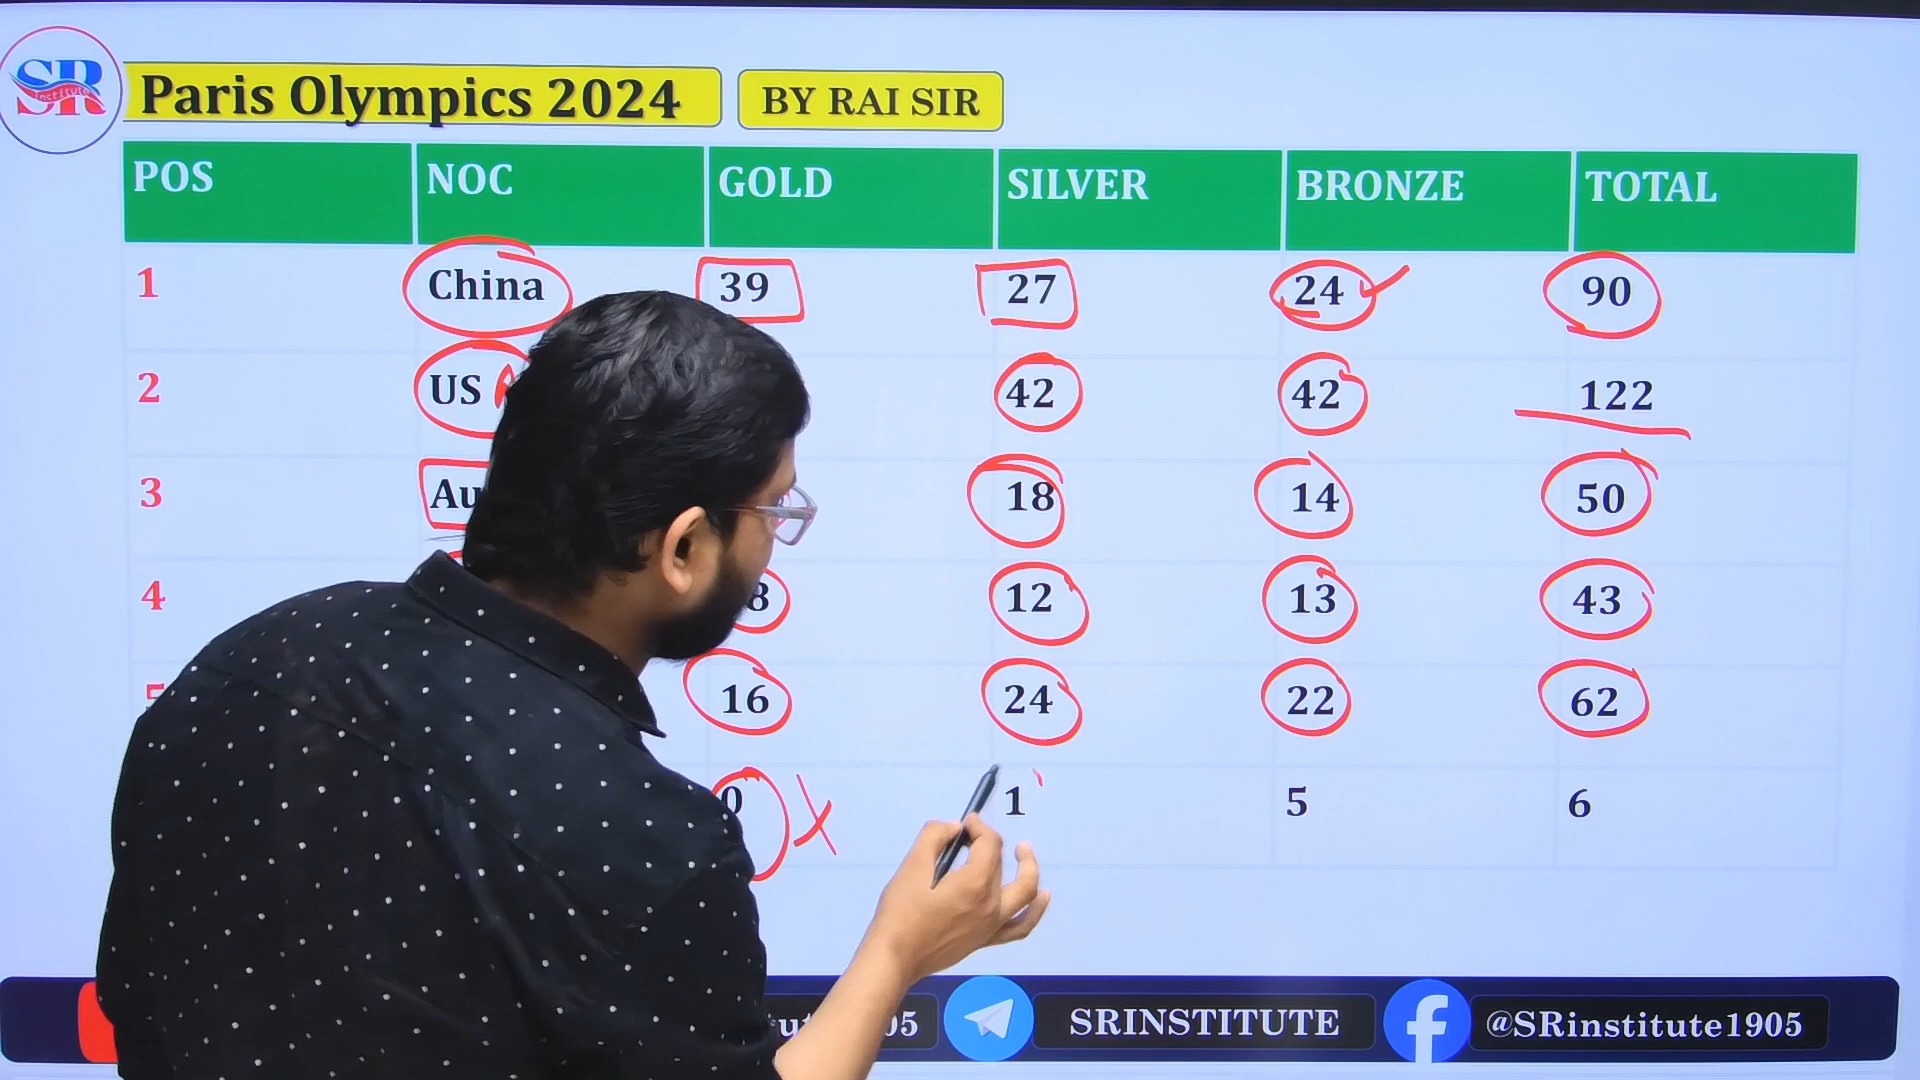 SR
institute
Paris Olympics 2024
BY RAI SIR
POS NOC GOLD SILVER BRONZE TOTAL
1 China 39 27 24 90
2 US 42 42 122
3 Au 18 14 50
4 8 12 13 43
5 16 24 22 62
0 X 1 5 6
SRINSTITUTE
@SRinstitute1905